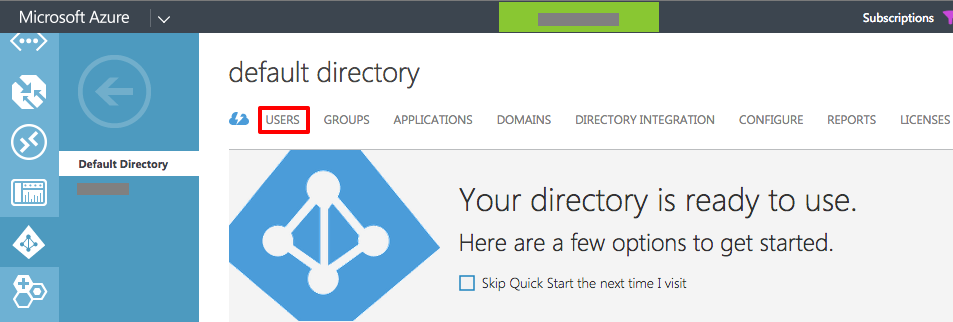 Microsoft Azure
Subscriptions
default directory
USERS GROUPS APPLICATIONS DOMAINS DIRECTORY INTEGRATION CONFIGURE REPORTS LICENSES
Default Directory
Your directory is ready to use.
Here are a few options to get started.
Skip Quick Start the next time I visit